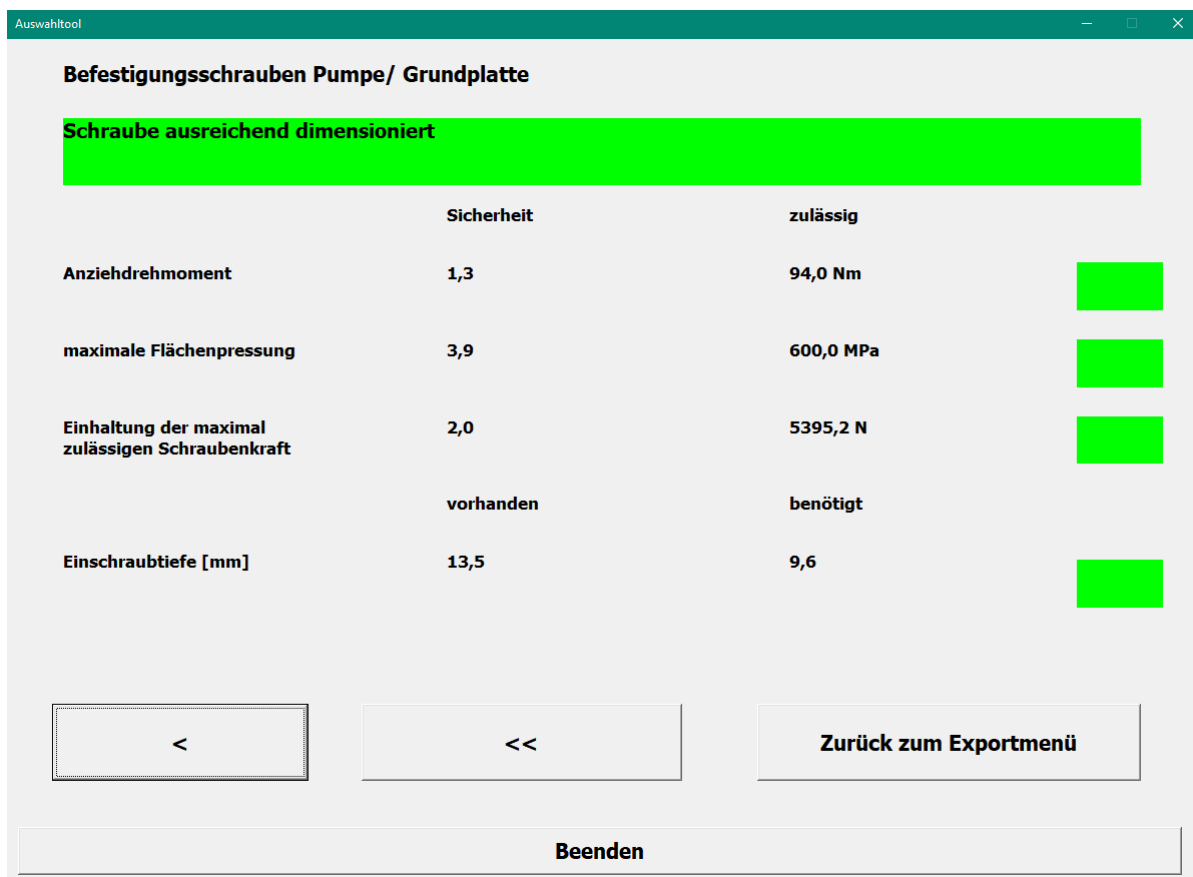 Auswahltool
Befestigungsschrauben Pumpe/ Grundplatte
Schraube ausreichend dimensioniert
Sicherheit zulässig
Anziehdrehmoment 1,3 94,0 Nm
maximale Flächenpressung 3,9 600,0 MPa
Einhaltung der maximal 2,0 5395,2 N
zulässigen Schraubenkraft
vorhanden benötigt
Einschraubtiefe [mm] 13,5 9,6
< << Zurück zum Exportmenü
Beenden